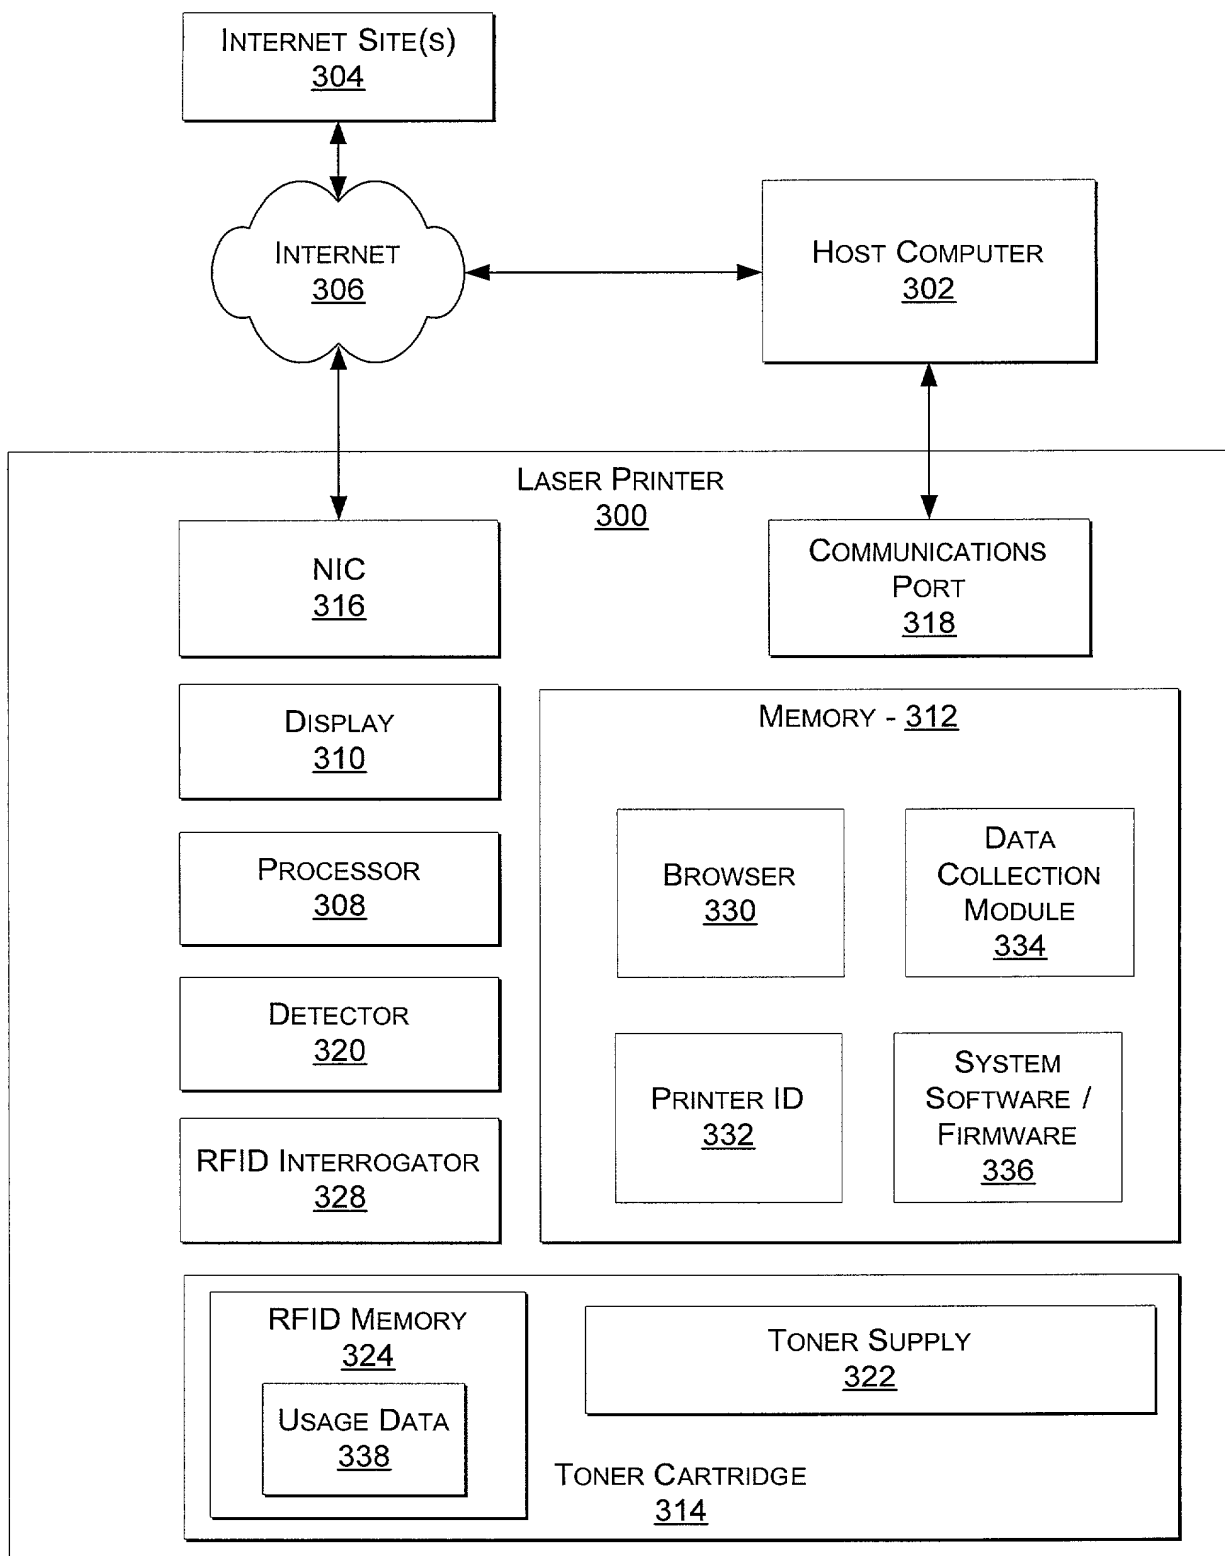 INTERNET SITE(S)
304
INTERNET
306
HOST COMPUTER
302
LASER PRINTER
300
NIC
316
COMMUNICATIONS
PORT
318
DISPLAY
310
MEMORY - 312
PROCESSOR
308
BROWSER
330
DATA
COLLECTION
MODULE
334
DETECTOR
320
PRINTER ID
332
SYSTEM
SOFTWARE /
FIRMWARE
336
RFID INTERROGATOR
328
RFID MEMORY
324
USAGE DATA
338
TONER SUPPLY
322
TONER CARTRIDGE
314